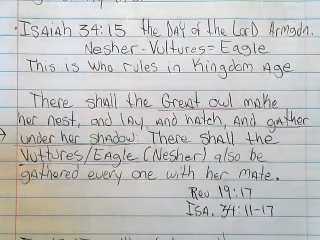 • Isaiah 34:15 the DAY of the Lord Armgdn.
Nesher-Vultures = Eagle
This is Who rules in Kingdom Age
There shall the Great owl make
her nest, and lay, and hatch, and gather
under her shadow: There shall the
Vultures/Eagle (Nesher) also be
gathered every one with her mate.
Rev 19:17
ISA. 34:11-17